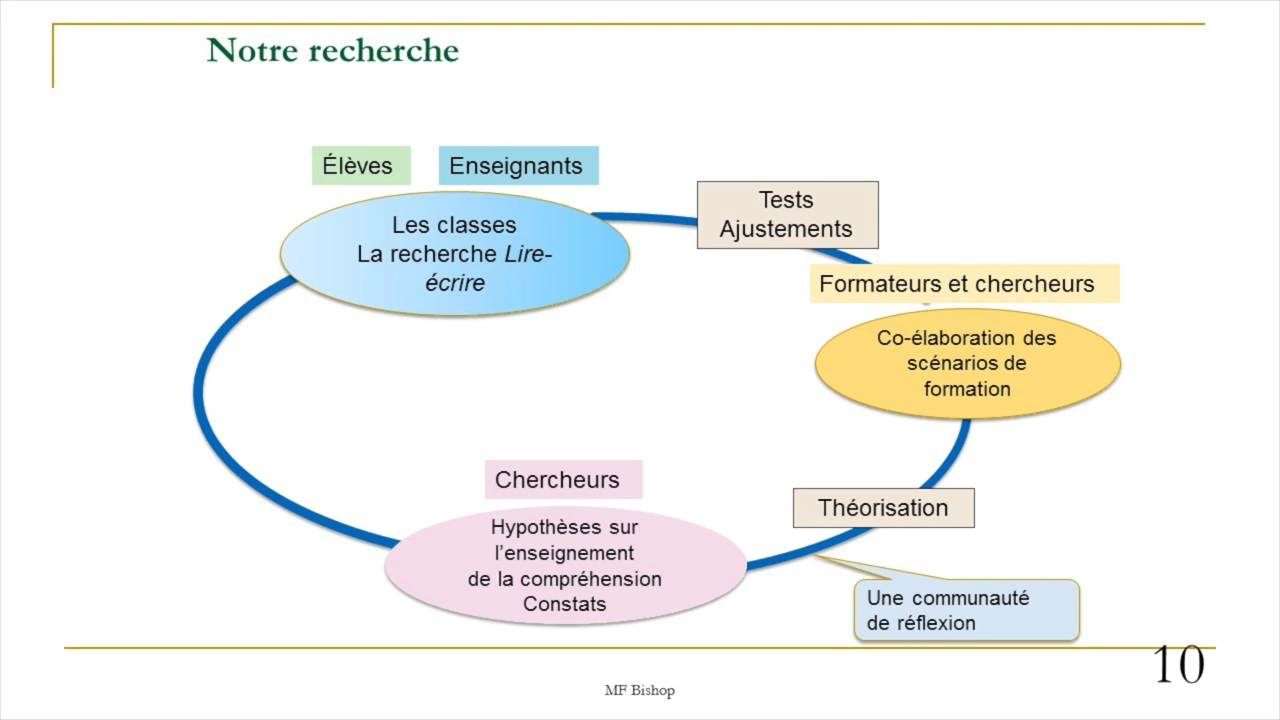 Notre recherche
Élèves
Enseignants
Les classes
La recherche Lire-
écrire
Tests
Ajustements
Formateurs et chercheurs
Co-élaboration des
scénarios de
formation
Chercheurs
Hypothèses sur
l’enseignement
de la compréhension
Constats
Théorisation
Une communauté
de réflexion
10
MF Bishop